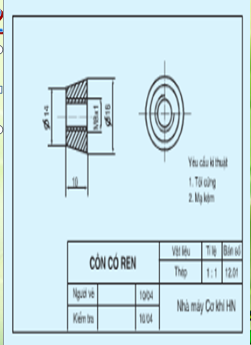 Ø 14
M8x1
Ø18
10
Yêu cầu kĩ thuật
1. Tôi cứng
2. Mạ kẽm
CÔN CÓ REN
Vật liệu
Tỉ lệ
Bản số
Thép
1 : 1
12.01
Người vẽ
10/04
Kiểm tra
10/04
Nhà máy Cơ khí HN